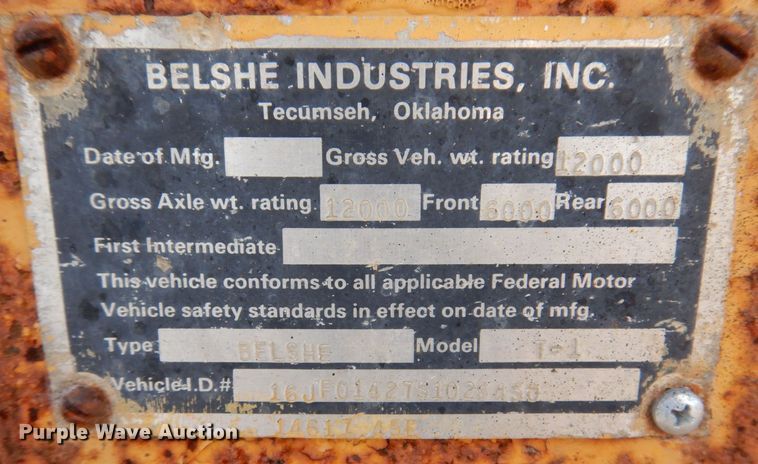 BELSHE INDUSTRIES, INC.
Tecumseh, Oklahoma
Date of Mfg. Gross Veh. wt. rating 12000
Gross Axle wt. rating 12000 Front 6000 Rear 6000
First Intermediate
This vehicle conforms to all applicable Federal Motor
Vehicle safety standards in effect on date of mfg.
Type BELSHE Model T-1
Vehicle I.D.#
Purple Wave Auction